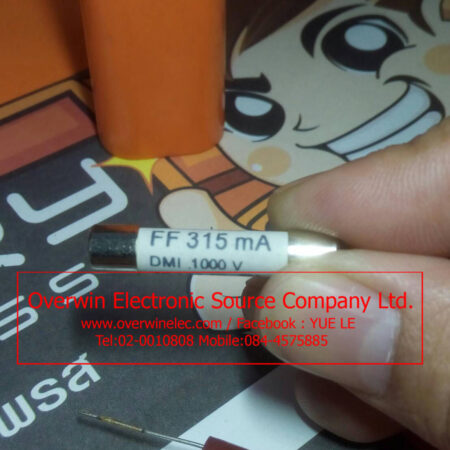 FF 315 mA
DMI 1000 V
Overwin Electronic Source Company Ltd.
www.overwinelec.com / Facebook : YUE LE
Tel:02-0010808 Mobile:084-4575885